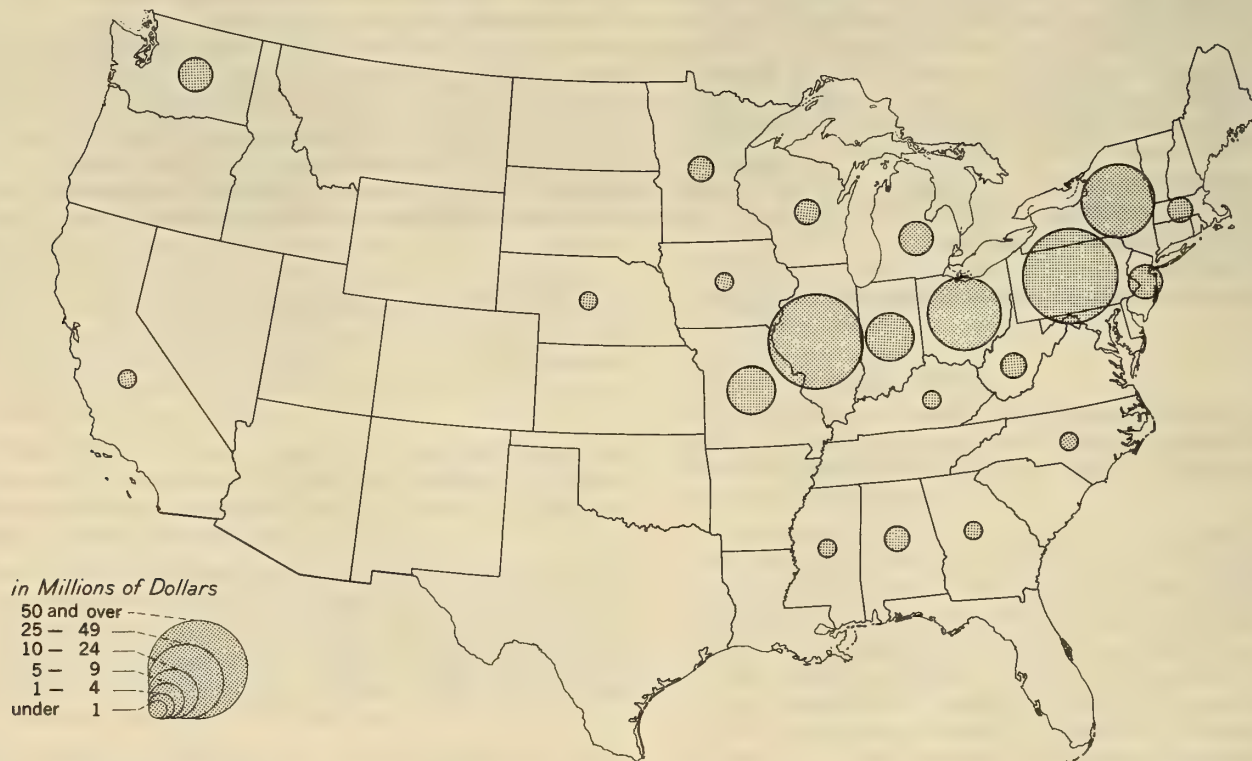 in Millions of Dollars
50 and over
25 – 49
10 – 24
5 – 9
1 – 4
under 1